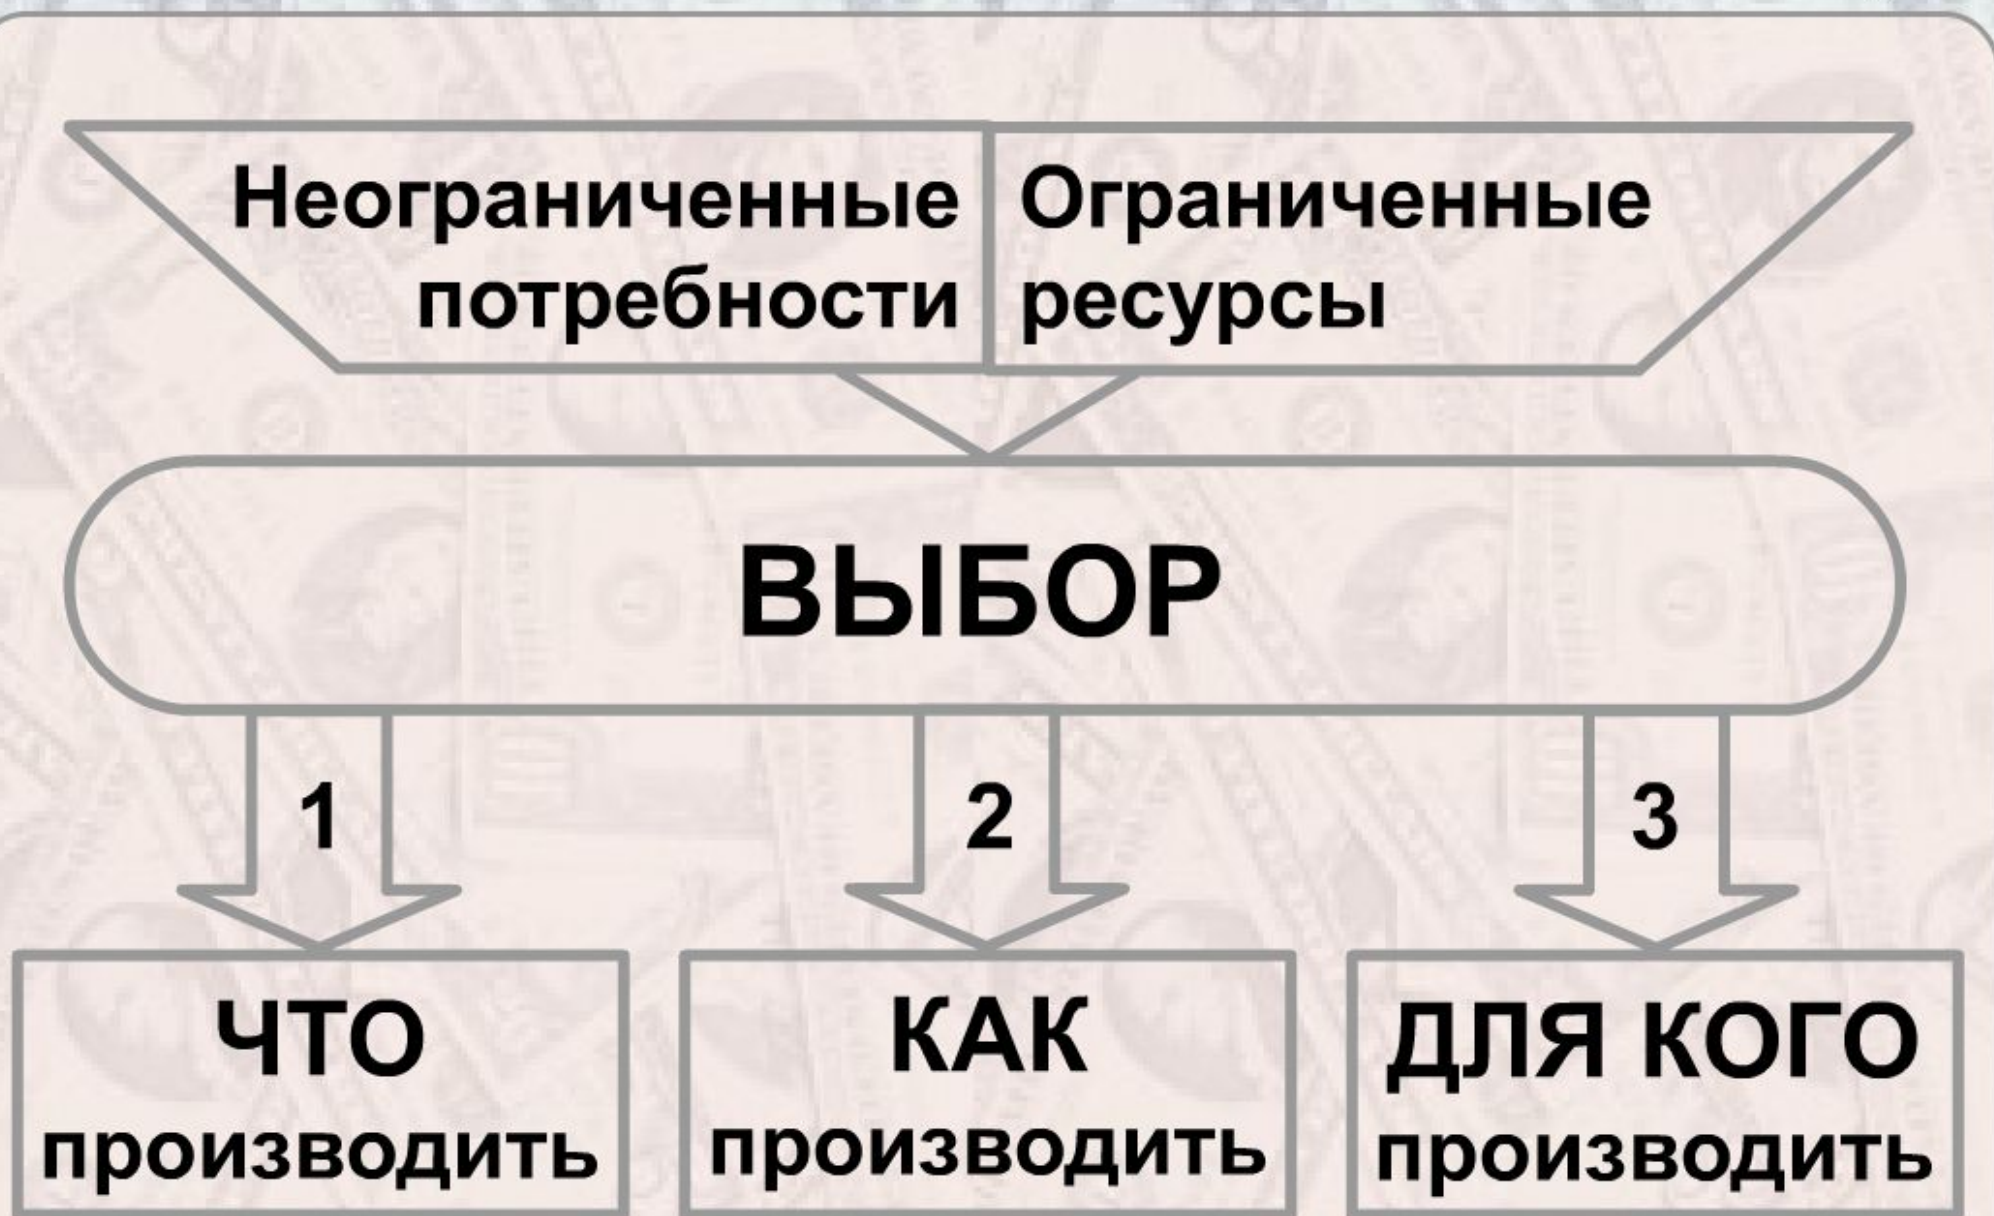 Неограниченные
потребности
Ограниченные
ресурсы
ВЫБОР
1
2
3
ЧТО
производить
КАК
производить
ДЛЯ КОГО
производить